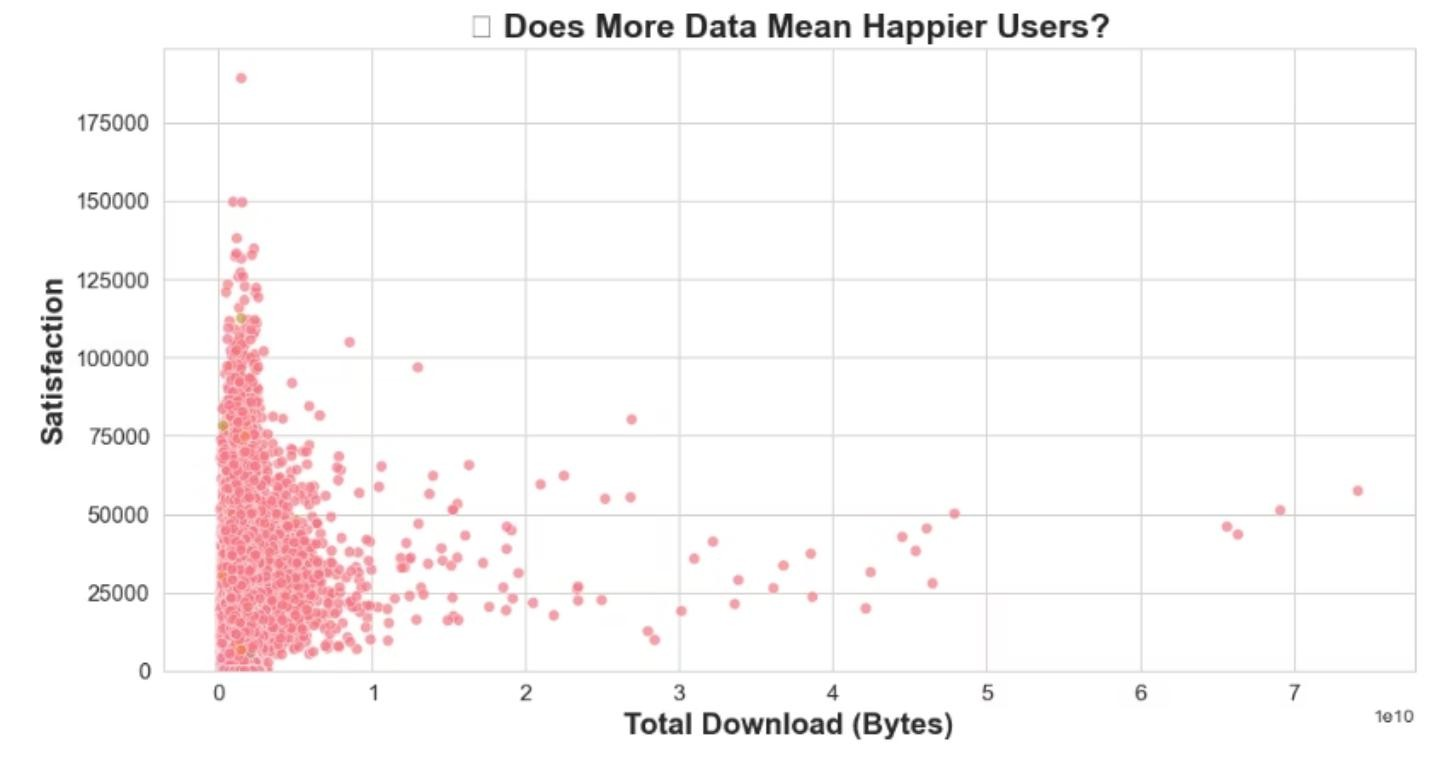 ▯ Does More Data Mean Happier Users?
175000
150000
125000
100000
75000
50000
25000
0
Satisfaction
0 1 2 3 4 5 6 7
1e10
Total Download (Bytes)